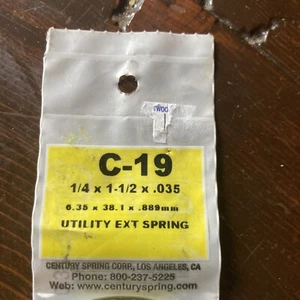 C-19
1/4 x 1-1/2 x .035
6.35 x 38.1 x .889mm
UTILITY EXT SPRING
CENTURY SPRING CORP., LOS ANGELES, CA
Phone: 800-237-5225
Web: www.centuryspring.com